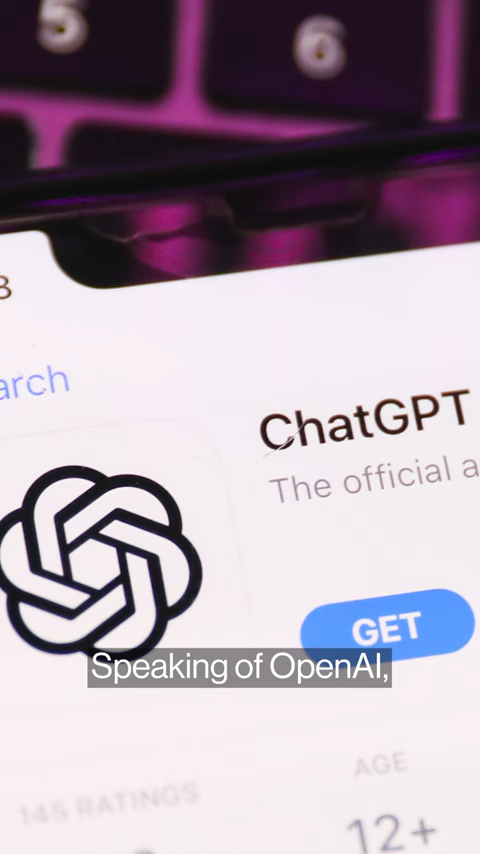 5
6
arch
ChatGPT
The official a
GET
Speaking of OpenAI,
145 RATINGS
AGE
12+